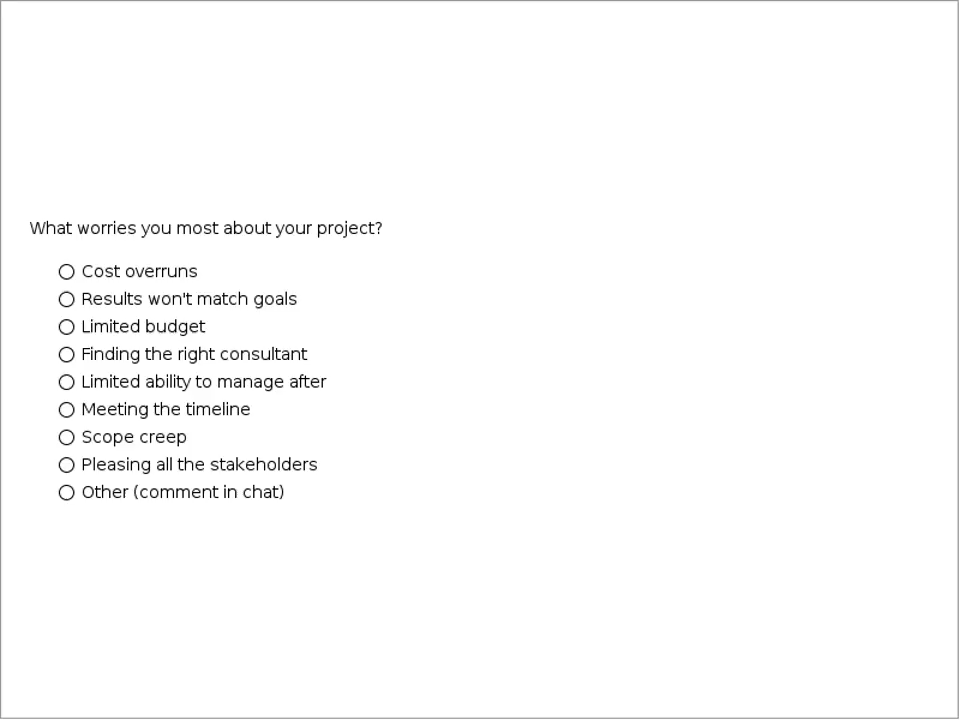 What worries you most about your project?
Cost overruns
Results won't match goals
Limited budget
Finding the right consultant
Limited ability to manage after
Meeting the timeline
Scope creep
Pleasing all the stakeholders
Other (comment in chat)